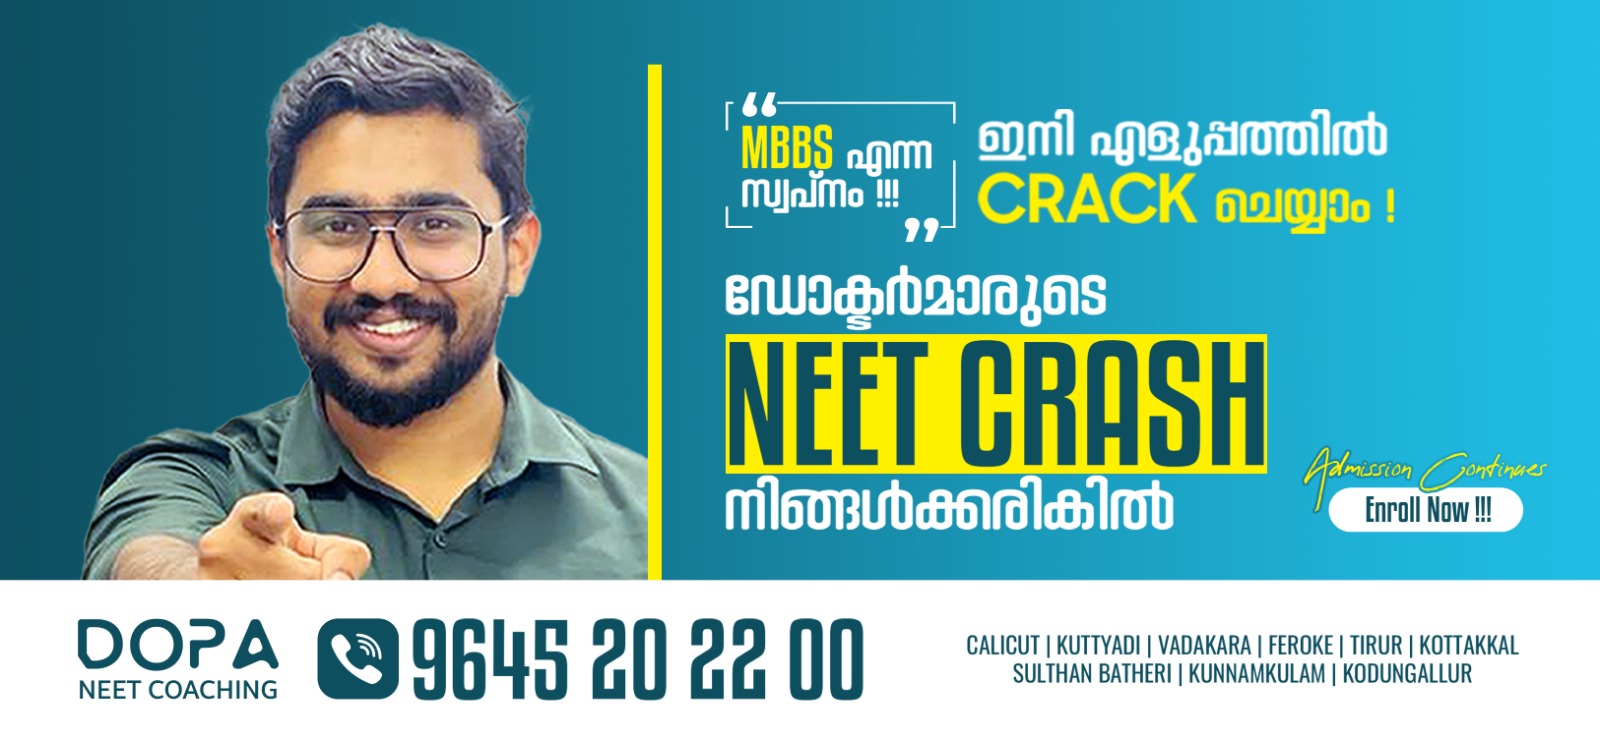 “
MBBS എന്ന
സ്വപ്നം !!!
”
ഇനി എളുപ്പത്തിൽ
CRACK ചെയ്യാം !
ഡോക്ടർമാരുടെ
NEET CRASH
നിങ്ങൾക്കരികിൽ
Admission Continues
Enroll Now !!!
DOPA
NEET COACHING
9645 20 22 00
CALICUT | KUTTYADI | VADAKARA | FEROKE | TIRUR | KOTTAKKAL
SULTHAN BATHERI | KUNNAMKULAM | KODUNGALLUR